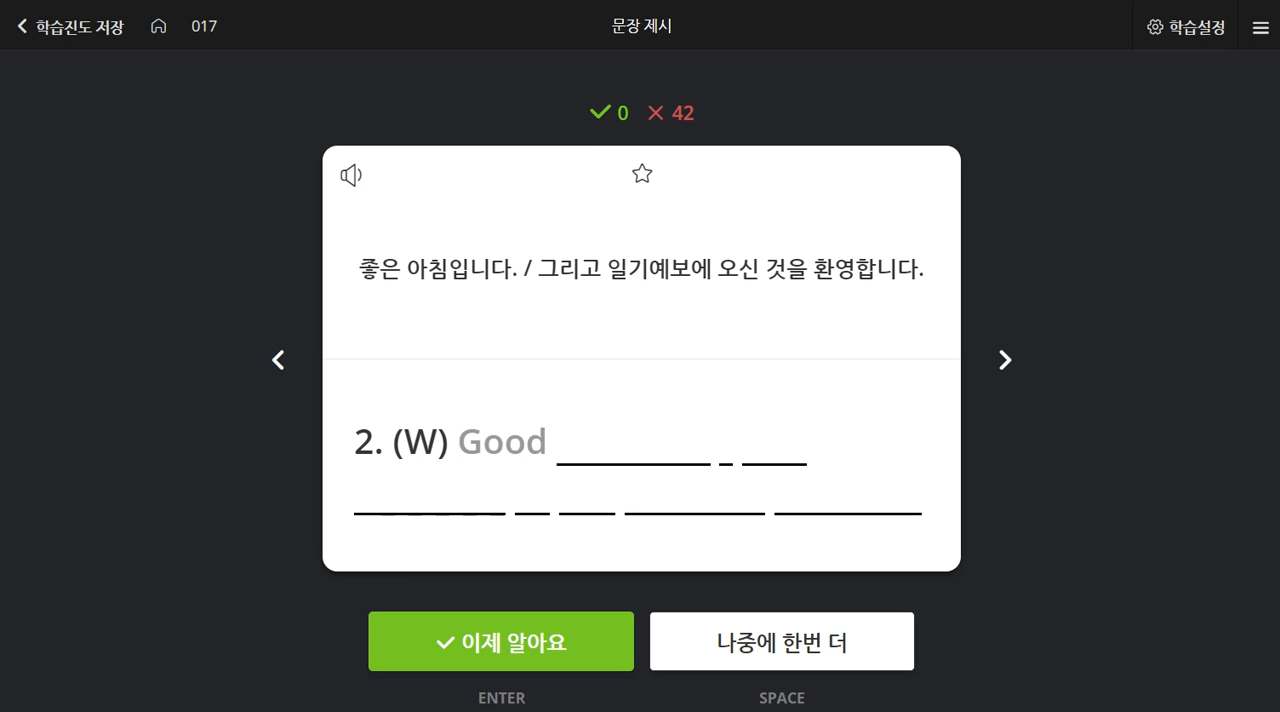 학습진도 저장 017 문장 제시 학습설정
0 42
좋은 아침입니다. / 그리고 일기예보에 오신 것을 환영합니다.
2. (W) Good
이제 알아요 나중에 한번 더
ENTER SPACE